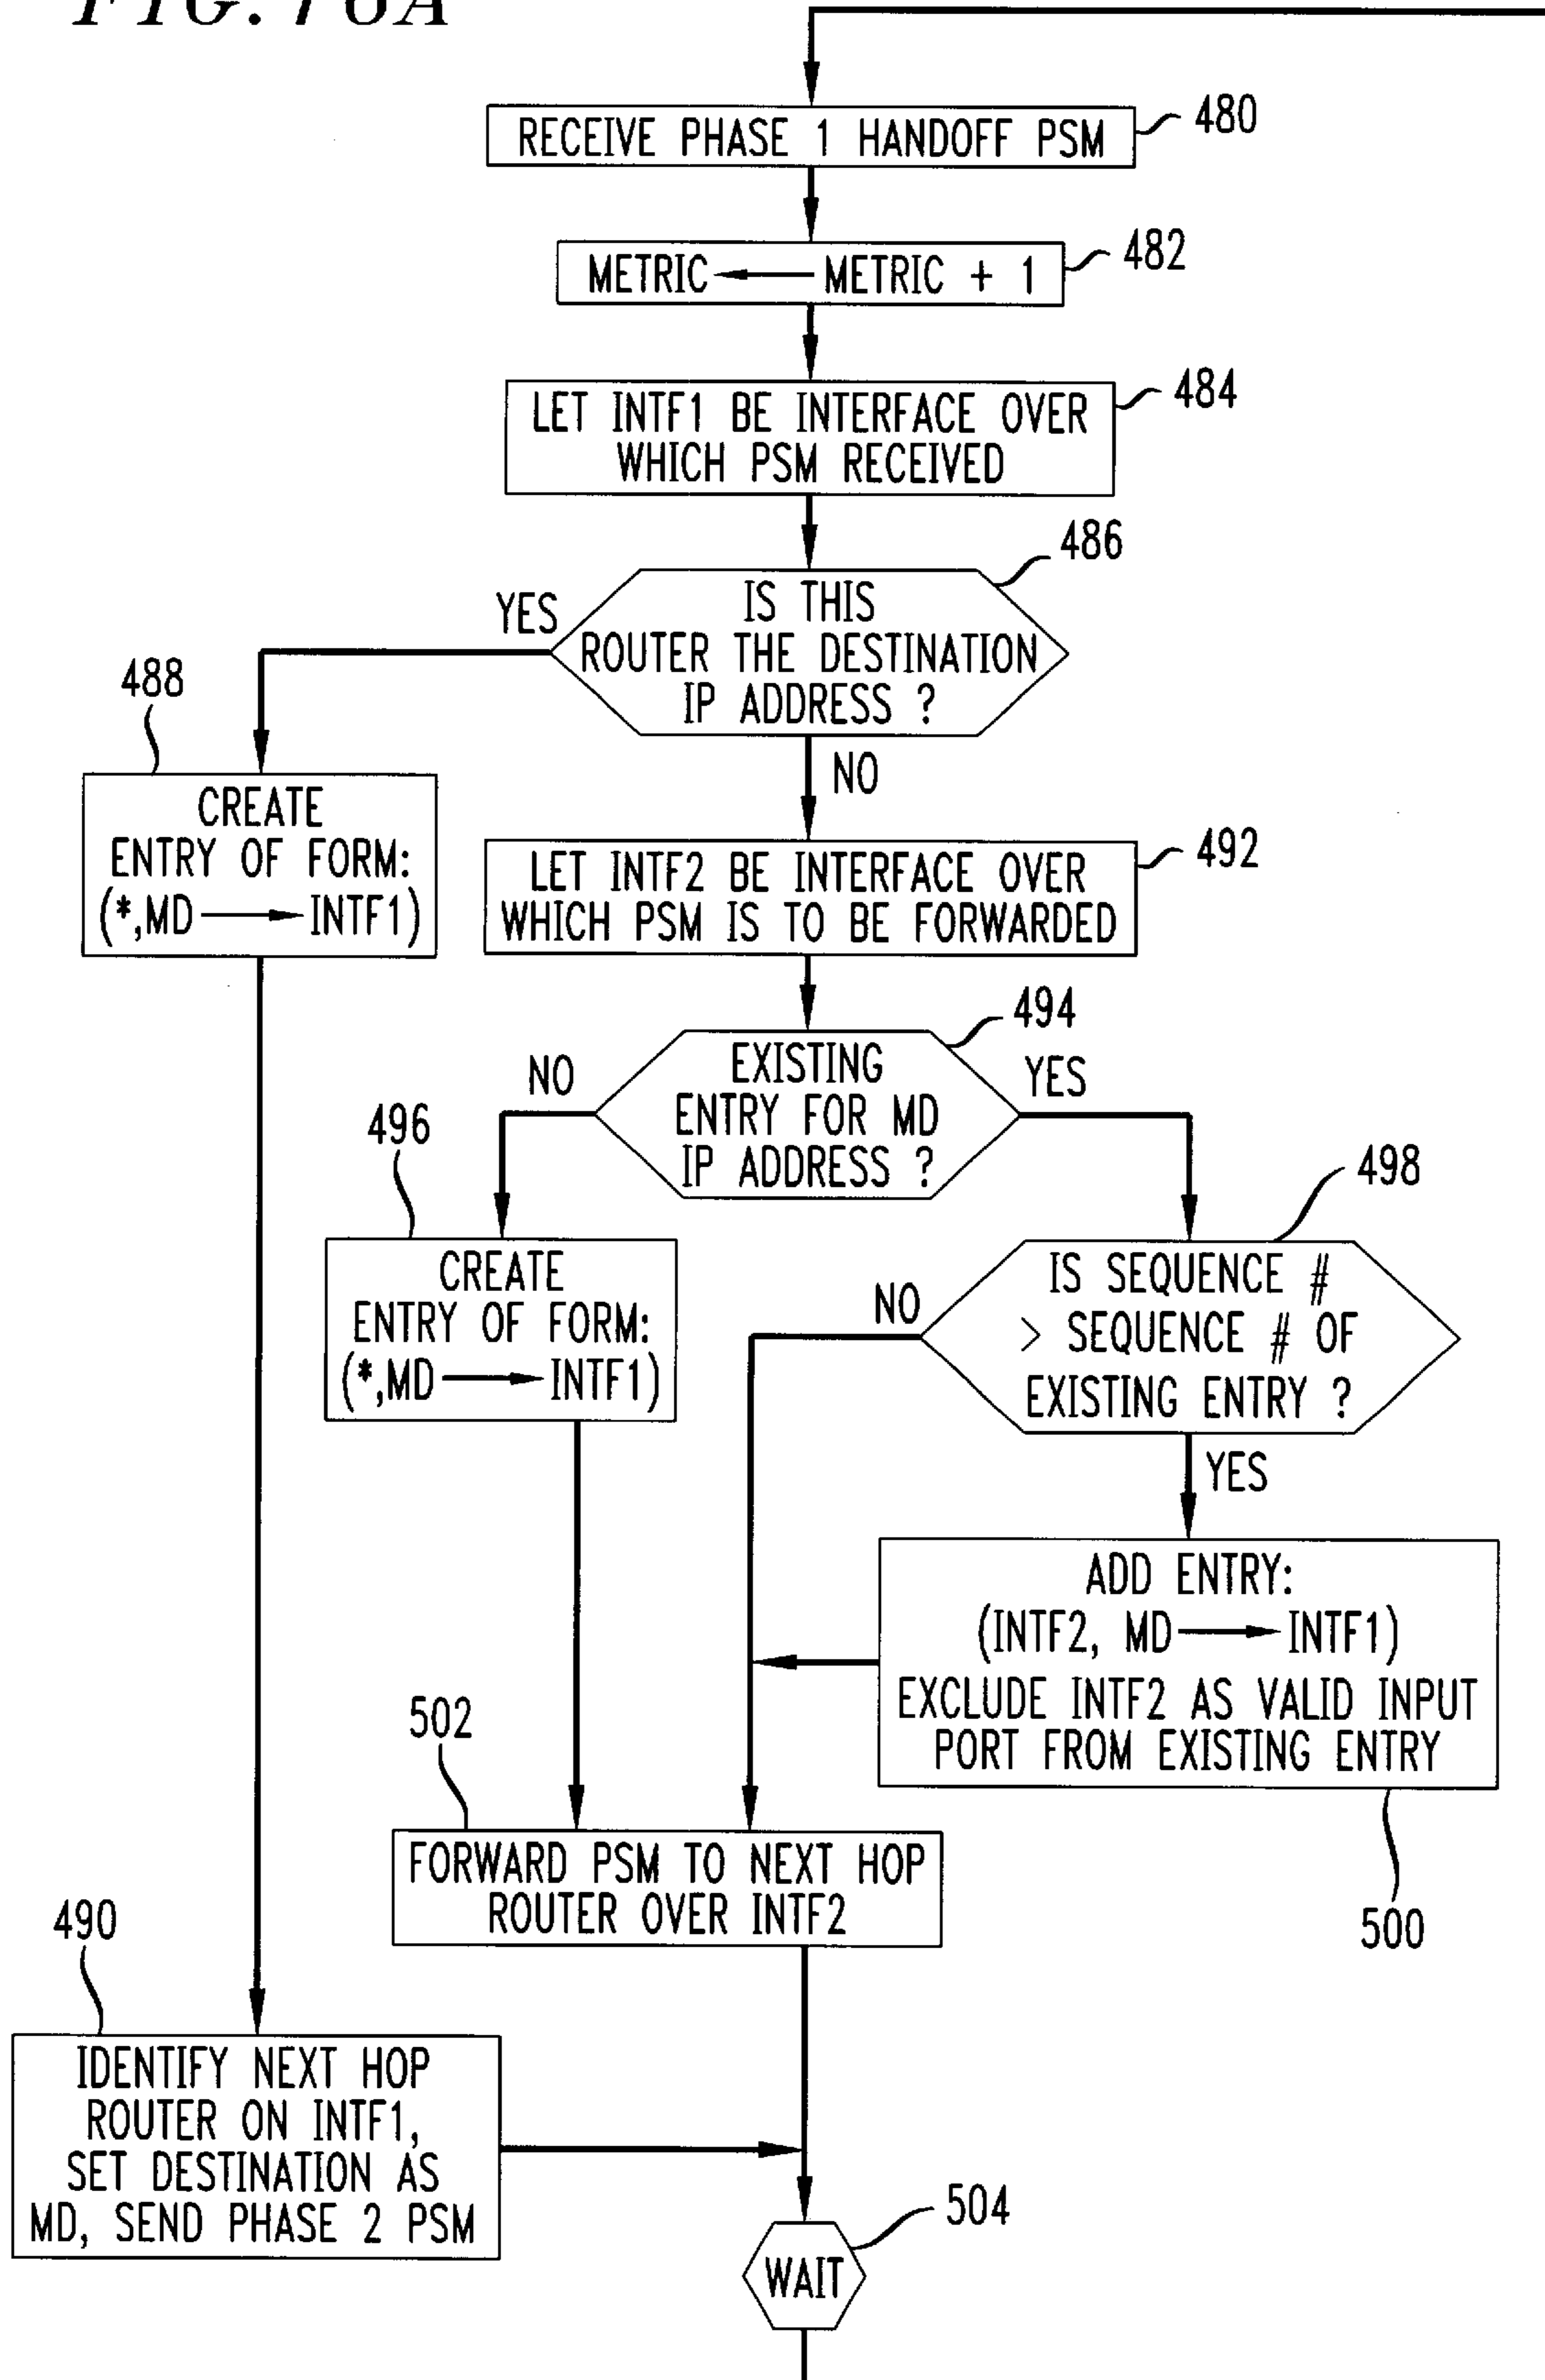 RECEIVE PHASE 1 HANDOFF PSM
480
METRIC ← METRIC + 1
482
LET INTF1 BE INTERFACE OVER
WHICH PSM RECEIVED
484
486
IS THIS
ROUTER THE DESTINATION
IP ADDRESS ?
YES
NO
488
CREATE
ENTRY OF FORM:
(*,MD → INTF1)
LET INTF2 BE INTERFACE OVER
WHICH PSM IS TO BE FORWARDED
492
494
EXISTING
ENTRY FOR MD
IP ADDRESS ?
NO
YES
496
CREATE
ENTRY OF FORM:
(*,MD → INTF1)
498
IS SEQUENCE #
> SEQUENCE # OF
EXISTING ENTRY ?
NO
YES
ADD ENTRY:
(INTF2, MD → INTF1)
EXCLUDE INTF2 AS VALID INPUT
PORT FROM EXISTING ENTRY
500
502
FORWARD PSM TO NEXT HOP
ROUTER OVER INTF2
490
IDENTIFY NEXT HOP
ROUTER ON INTF1,
SET DESTINATION AS
MD, SEND PHASE 2 PSM
504
WAIT